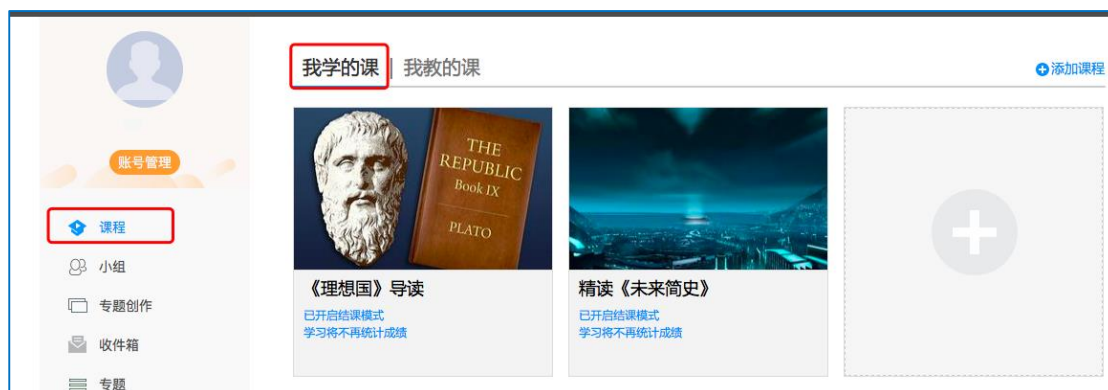 我学的课 | 我教的课
添加课程
账号管理
课程
小组
专题创作
收件箱
专题
THE
REPUBLIC
Book IX
PLATO
《理想国》导读
已开启结课模式
学习将不再统计成绩
精读《未来简史》
已开启结课模式
学习将不再统计成绩